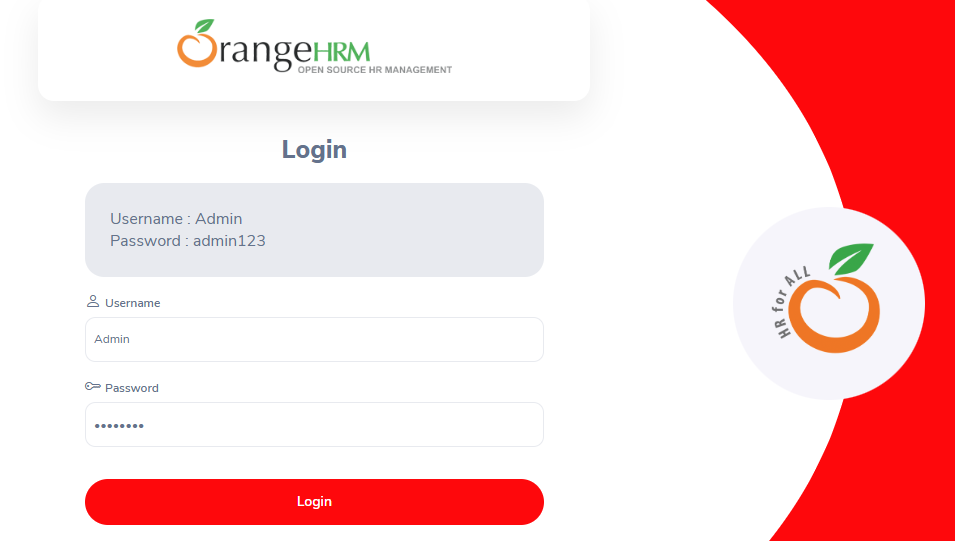 OrangeHRM
OPEN SOURCE HR MANAGEMENT
Login
Username : Admin
Password : admin123
Username
Admin
Password
••••••••
Login
HR for ALL